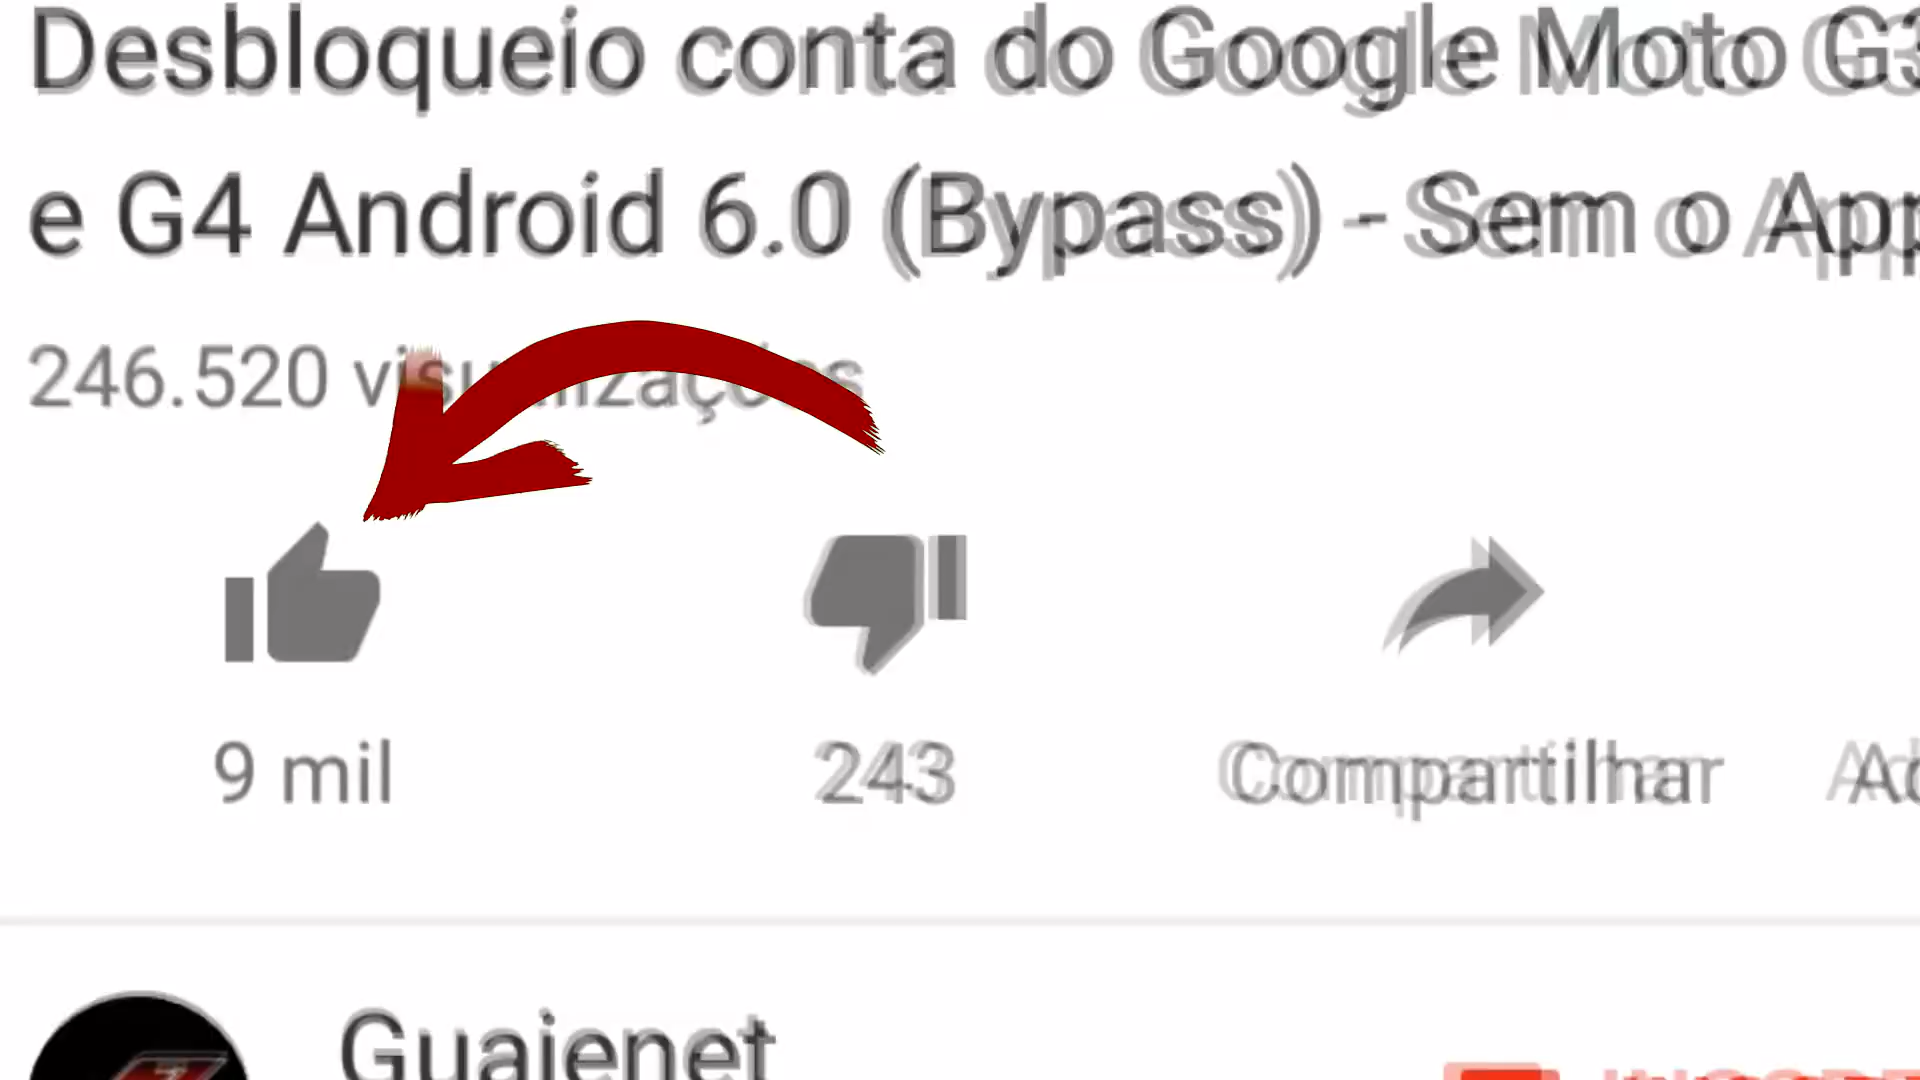 Desbloqueio conta do Google Moto G3
e G4 Android 6.0 (Bypass) - Sem o App
246.520 visualizações
9 mil
243
Compartilhar
Guajenet